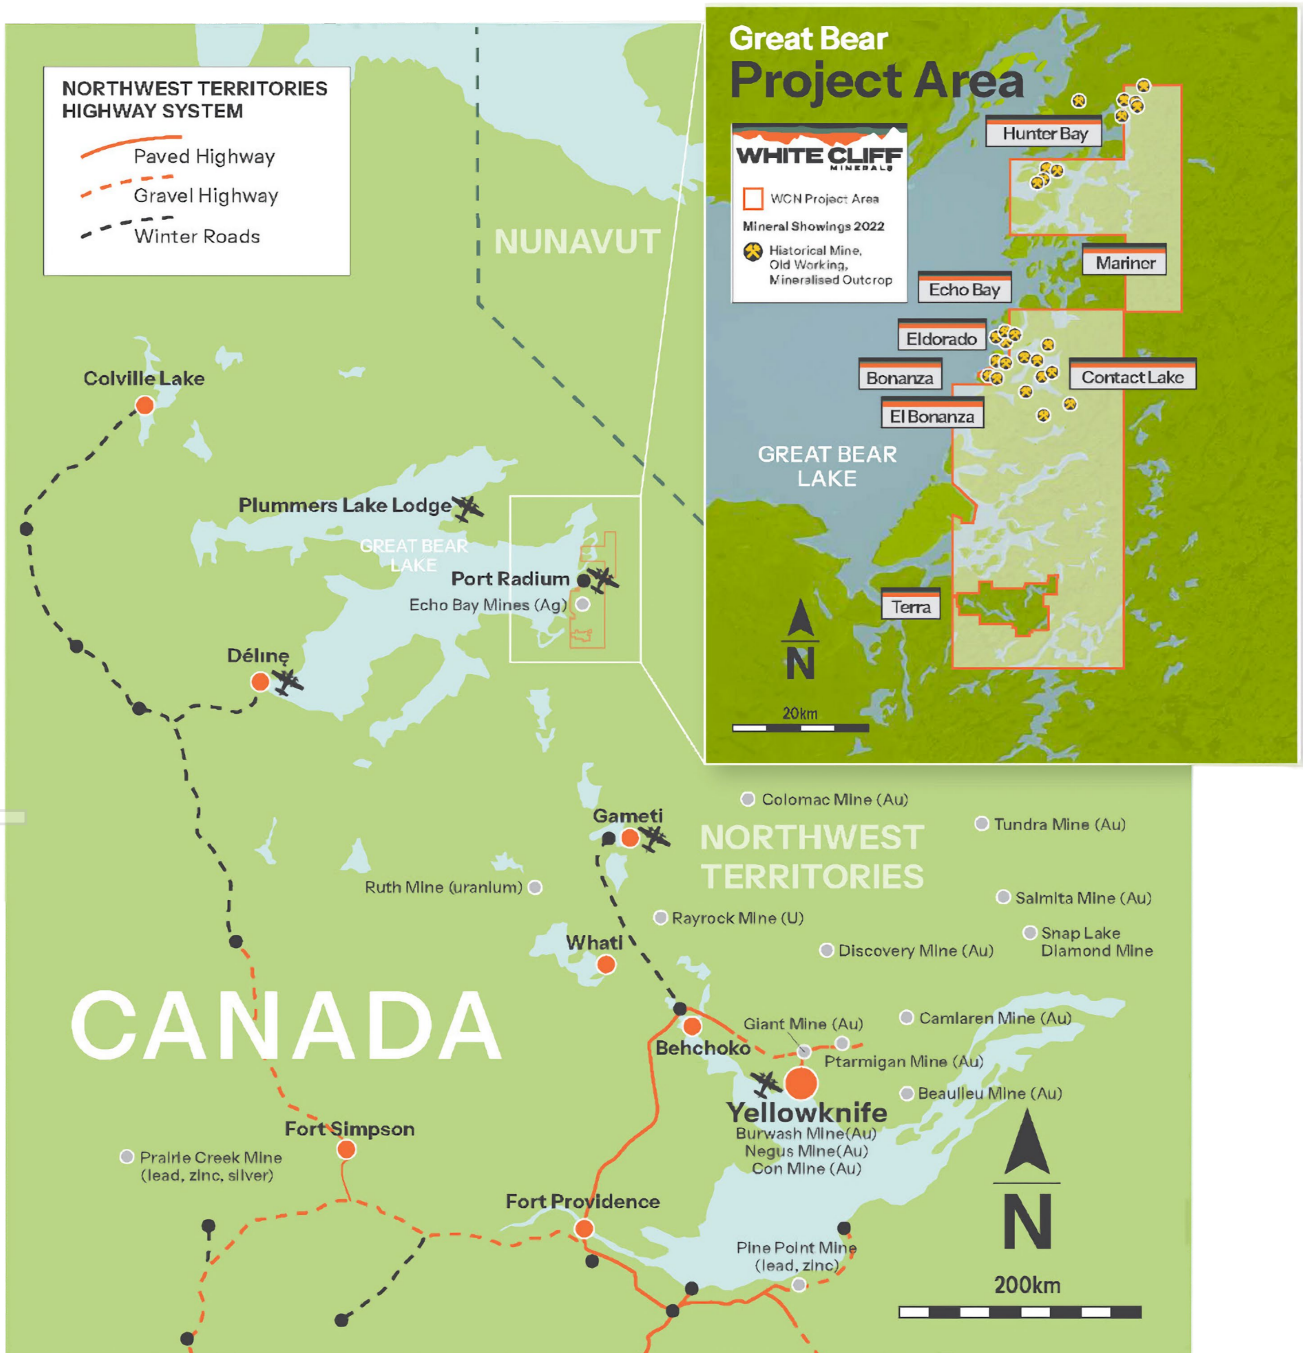 NORTHWEST TERRITORIES
HIGHWAY SYSTEM
Paved Highway
Gravel Highway
Winter Roads
Great Bear
Project Area
WHITE CLIFF
MINERALS
WCN Project Area
Mineral Showings 2022
Historical Mine,
Old Working,
Mineralised Outcrop
Hunter Bay
Mariner
Echo Bay
Eldorado
Bonanza
Contact Lake
El Bonanza
GREAT BEAR
LAKE
Terra
N
20km
NUNAVUT
Colville Lake
Plummers Lake Lodge
GREAT BEAR
LAKE
Port Radium
Echo Bay Mines (Ag)
Délı̨nę
Colomac Mine (Au)
Gameti
NORTHWEST
TERRITORIES
Tundra Mine (Au)
Ruth Mine (uranium)
Salmita Mine (Au)
Rayrock Mine (U)
Snap Lake
Diamond Mine
Whati
Discovery Mine (Au)
CANADA
Giant Mine (Au)
Camlaren Mine (Au)
Behchoko
Ptarmigan Mine (Au)
Beaulieu Mine (Au)
Yellowknife
Burwash Mine(Au)
Negus Mine(Au)
Con Mine (Au)
Fort Simpson
Prairie Creek Mine
(lead, zinc, silver)
Fort Providence
N
Pine Point Mine
(lead, zinc)
200km